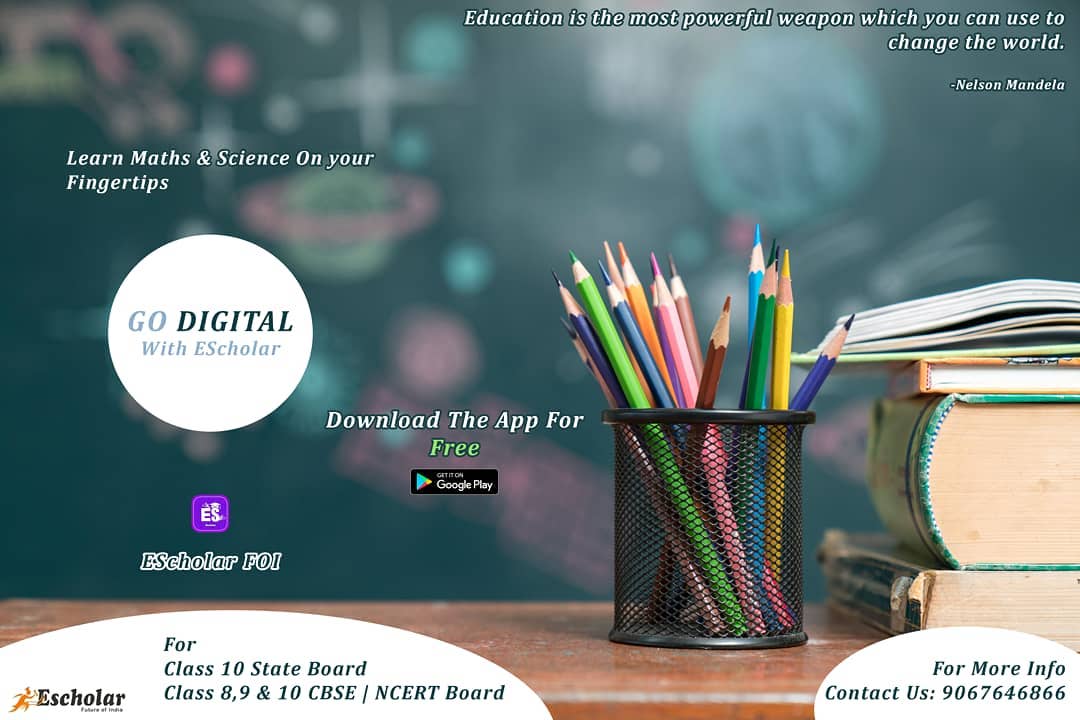 Education is the most powerful weapon which you can use to
change the world.
-Nelson Mandela
Learn Maths & Science On your
Fingertips
GO DIGITAL
With EScholar
Download The App For
Free
GET IT ON
Google Play
ES
EScholar FOI
For
Class 10 State Board
Class 8,9 & 10 CBSE | NCERT Board
Escholar
Future of India
For More Info
Contact Us: 9067646866